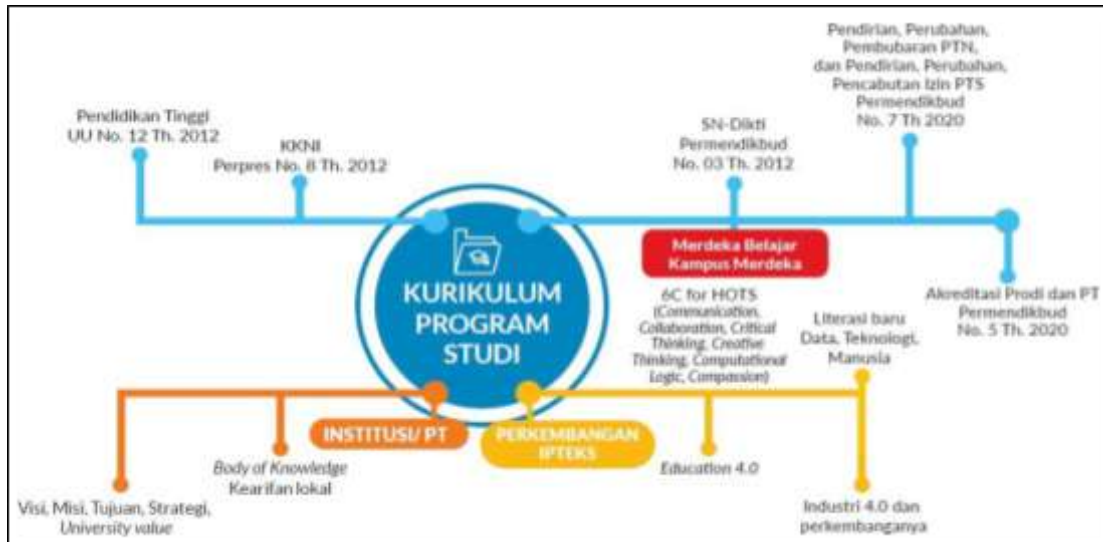 Pendidikan Tinggi
UU No. 12 Th. 2012
KKNI
Perpres No. 8 Th. 2012
SN-Dikti
Permendikbud
No. 03 Th. 2012
Pendirian, Perubahan,
Pembubaran PTN,
dan Pendirian, Perubahan,
Pencabutan Izin PTS
Permendikbud
No. 7 Th 2020
Akreditasi Prodi dan PT
Permendikbud
No. 5 Th. 2020
Merdeka Belajar
Kampus Merdeka
KURIKULUM
PROGRAM
STUDI
6C for HOTS
(Communication,
Collaboration, Critical
Thinking, Creative
Thinking, Computational
Logic, Compassion)
Literasi baru
Data, Teknologi,
Manusia
INSTITUSI/ PT
PERKEMBANGAN
IPTEKS
Body of Knowledge
Kearifan lokal
Education 4.0
Visi, Misi, Tujuan, Strategi,
University value
Industri 4.0 dan
perkembanganya